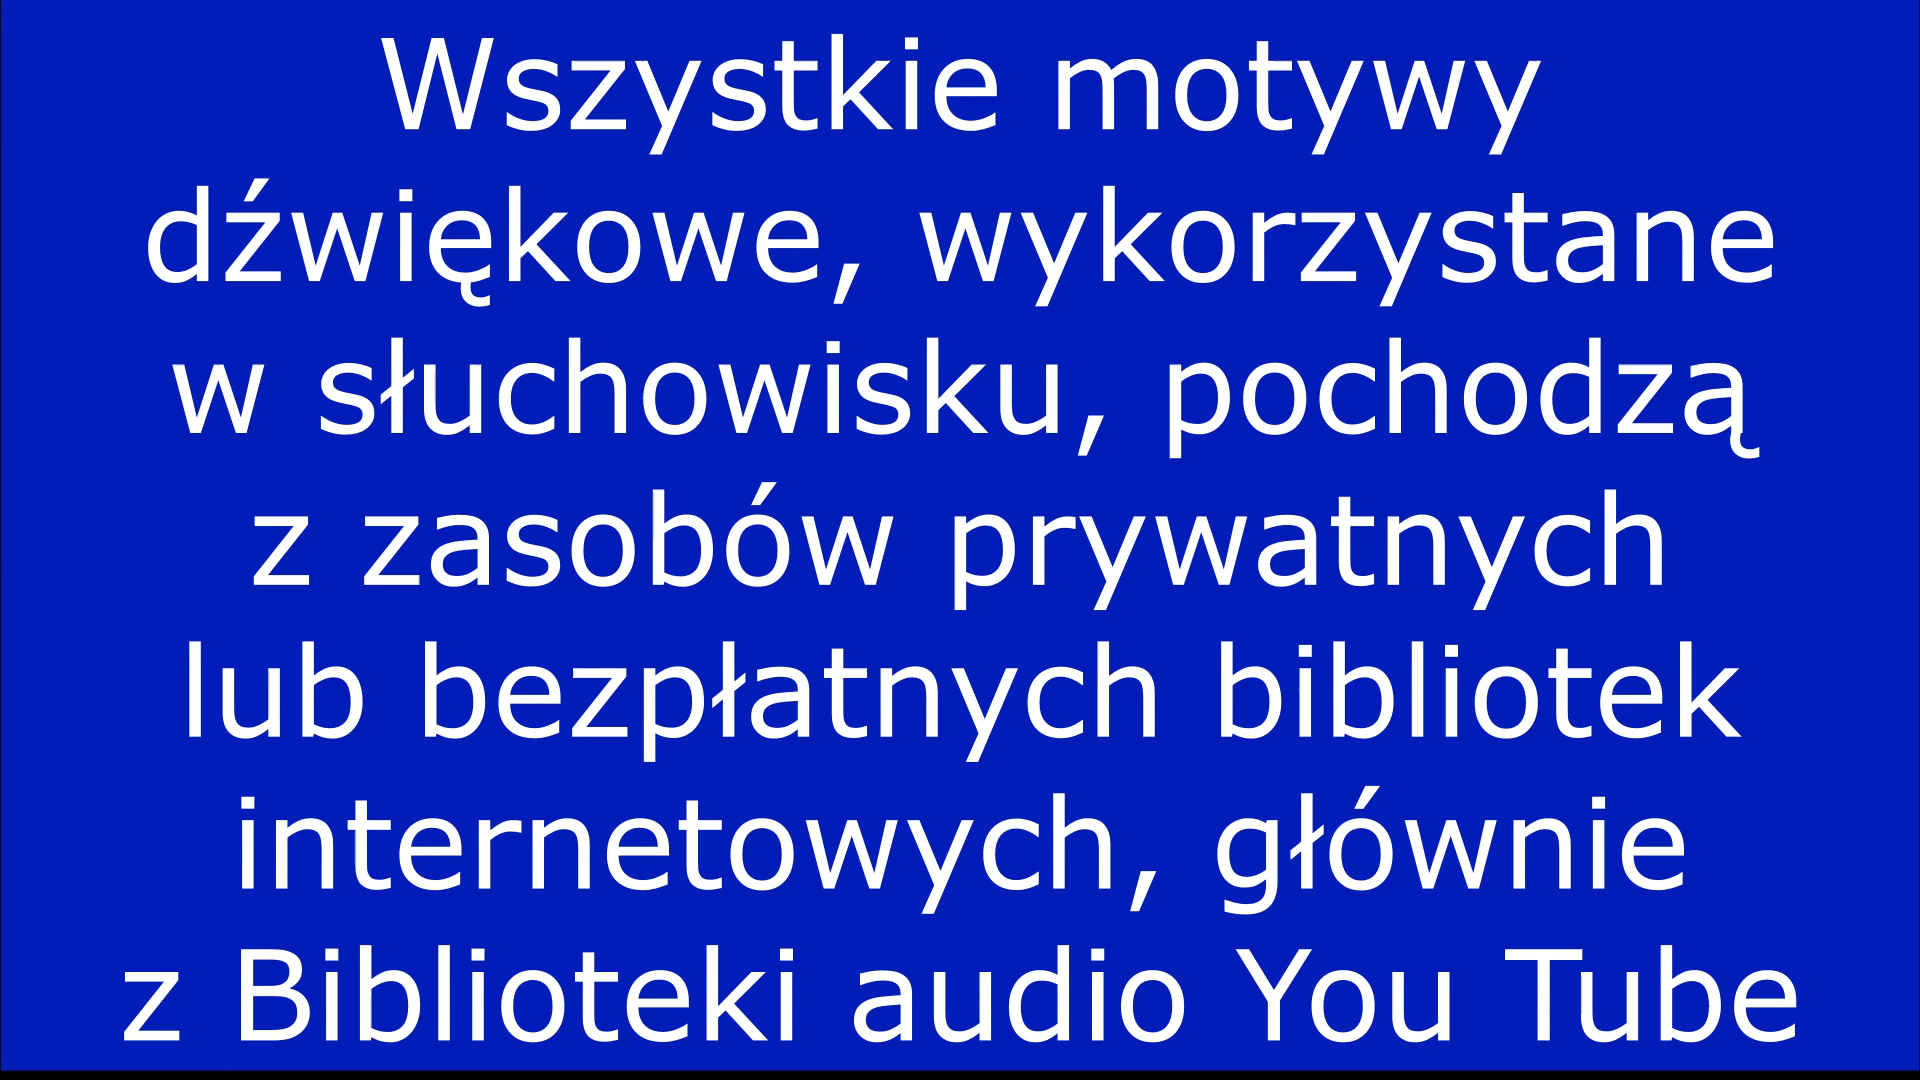 Wszystkie motywy
dźwiękowe, wykorzystane
w słuchowisku, pochodzą
z zasobów prywatnych
lub bezpłatnych bibliotek
internetowych, głównie
z Biblioteki audio You Tube